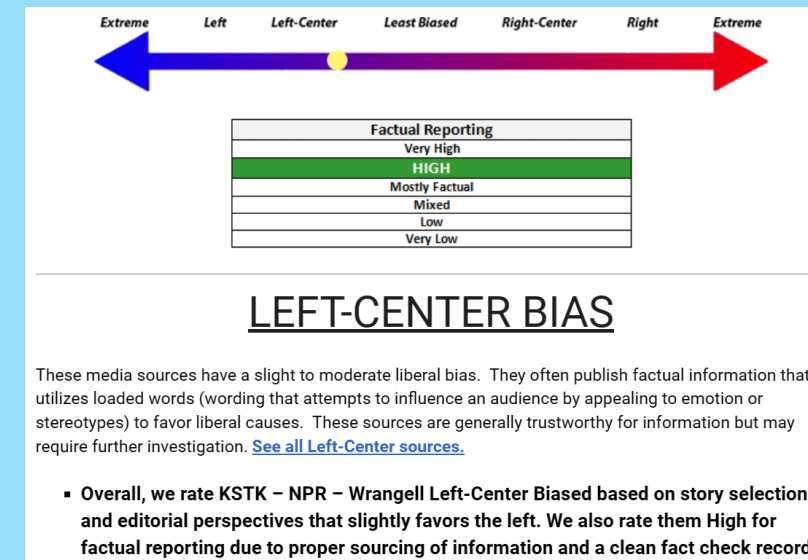 Extreme Left Left-Center Least Biased Right-Center Right Extreme
Factual Reporting
Very High
HIGH
Mostly Factual
Mixed
Low
Very Low
LEFT-CENTER BIAS
These media sources have a slight to moderate liberal bias. They often publish factual information that
utilizes loaded words (wording that attempts to influence an audience by appealing to emotion or
stereotypes) to favor liberal causes. These sources are generally trustworthy for information but may
require further investigation. See all Left-Center sources.
▪ Overall, we rate KSTK – NPR – Wrangell Left-Center Biased based on story selection
and editorial perspectives that slightly favors the left. We also rate them High for
factual reporting due to proper sourcing of information and a clean fact check record